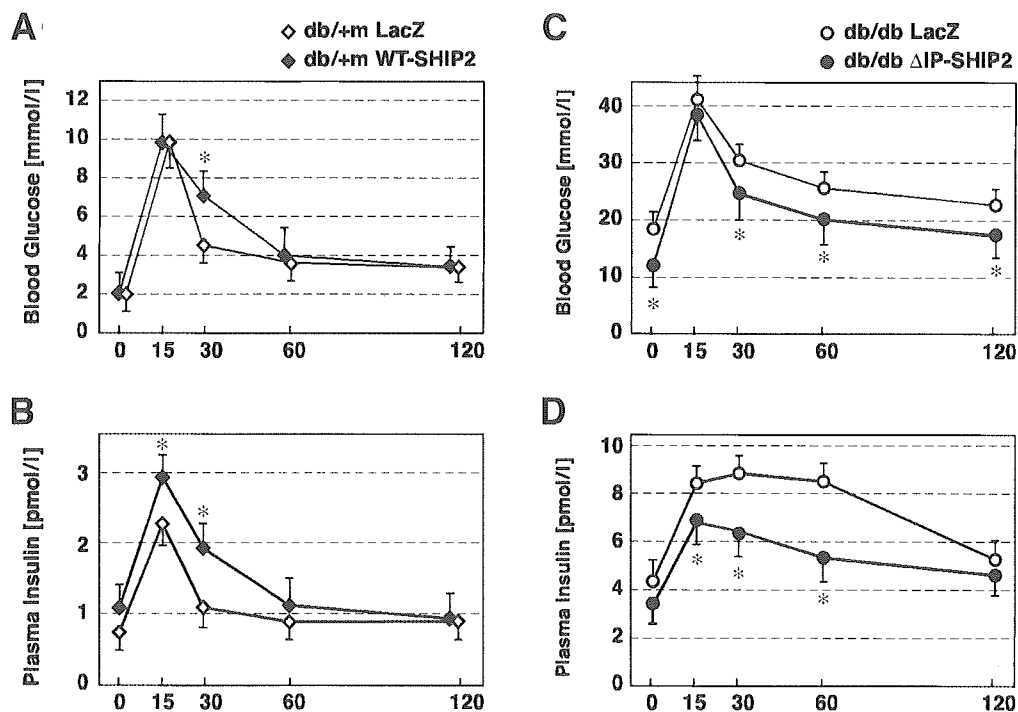 A
◇ db/+m LacZ
◆ db/+m WT-SHIP2
Blood Glucose [mmol/l]
12
10
8
6
4
2
0
*
0 15 30 60 120
C
○ db/db LacZ
● db/db ΔIP-SHIP2
Blood Glucose [mmol/l]
40
30
20
10
0
* * * *
0 15 30 60 120
B
Plasma Insulin [pmol/l]
3
2
1
0
* *
0 15 30 60 120
D
Plasma Insulin [pmol/l]
10
8
6
4
2
0
* * *
0 15 30 60 120